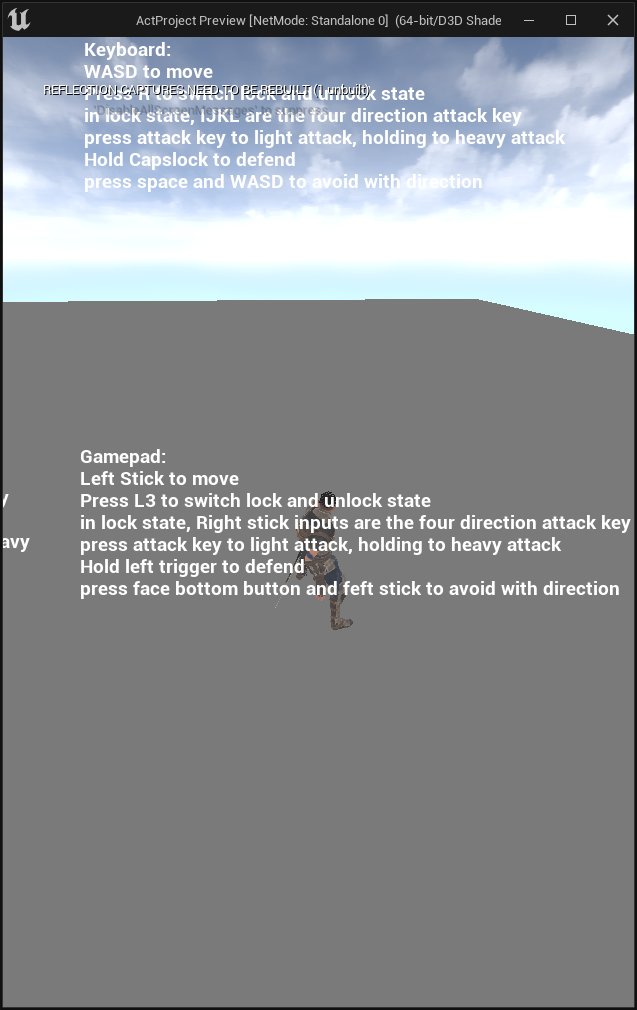 ActProject Preview [NetMode: Standalone 0] (64-bit/D3D Shade
Keyboard:
WASD to move
REFLECTION CAPTURES NEED TO BE REBUILT (1 unbuilt)
Press R to switch lock and unlock state
'DisableAllScreenMessages' to suppress
in lock state, IJKL are the four direction attack key
press attack key to light attack, holding to heavy attack
Hold Capslock to defend
press space and WASD to avoid with direction
Gamepad:
Left Stick to move
Press L3 to switch lock and unlock state
in lock state, Right stick inputs are the four direction attack key
press attack key to light attack, holding to heavy attack
avy
Hold left trigger to defend
press face bottom button and feft stick to avoid with direction